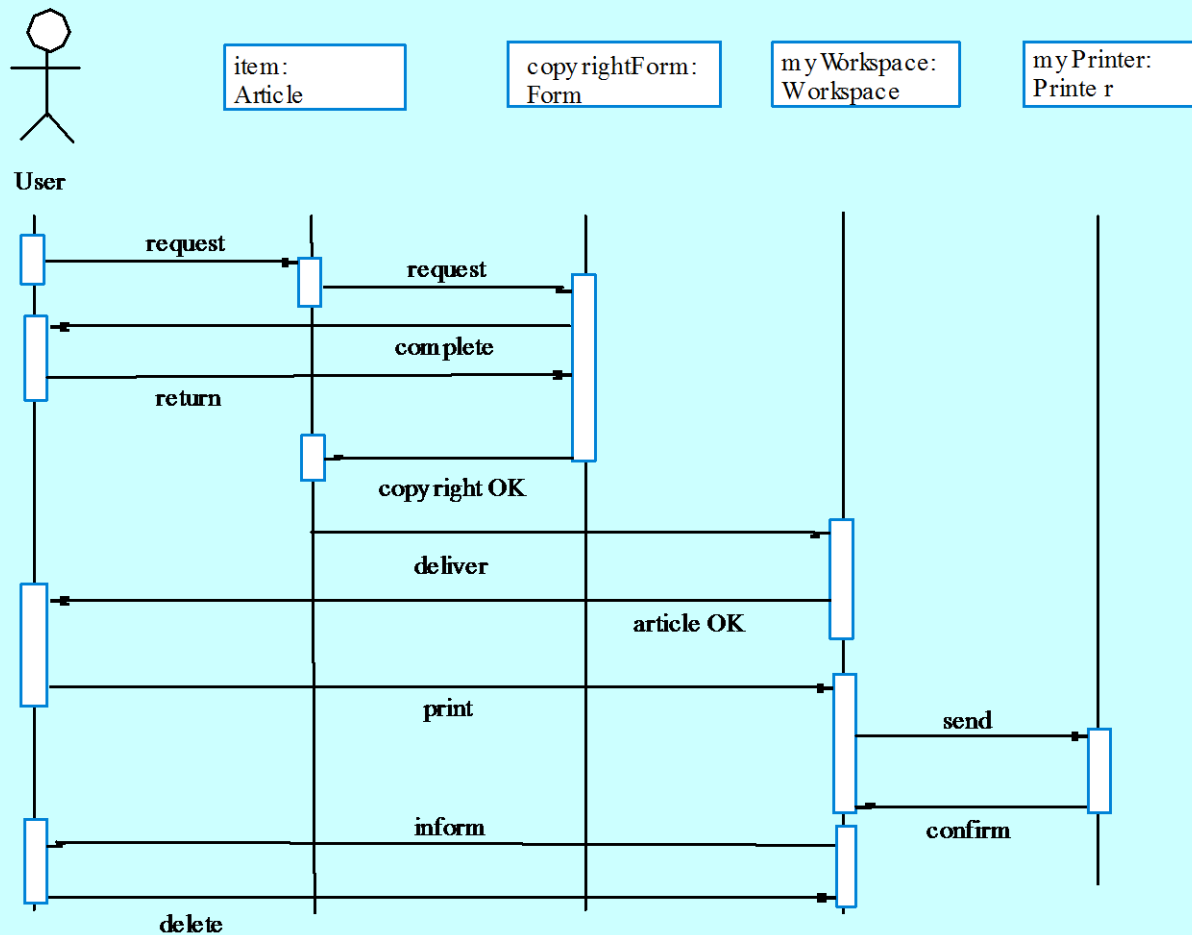 item:
Article
copyrightForm:
Form
myWorkspace:
Workspace
myPrinter:
Printe r
User
request
request
complete
return
copyright OK
deliver
article OK
print
send
inform
confirm
delete